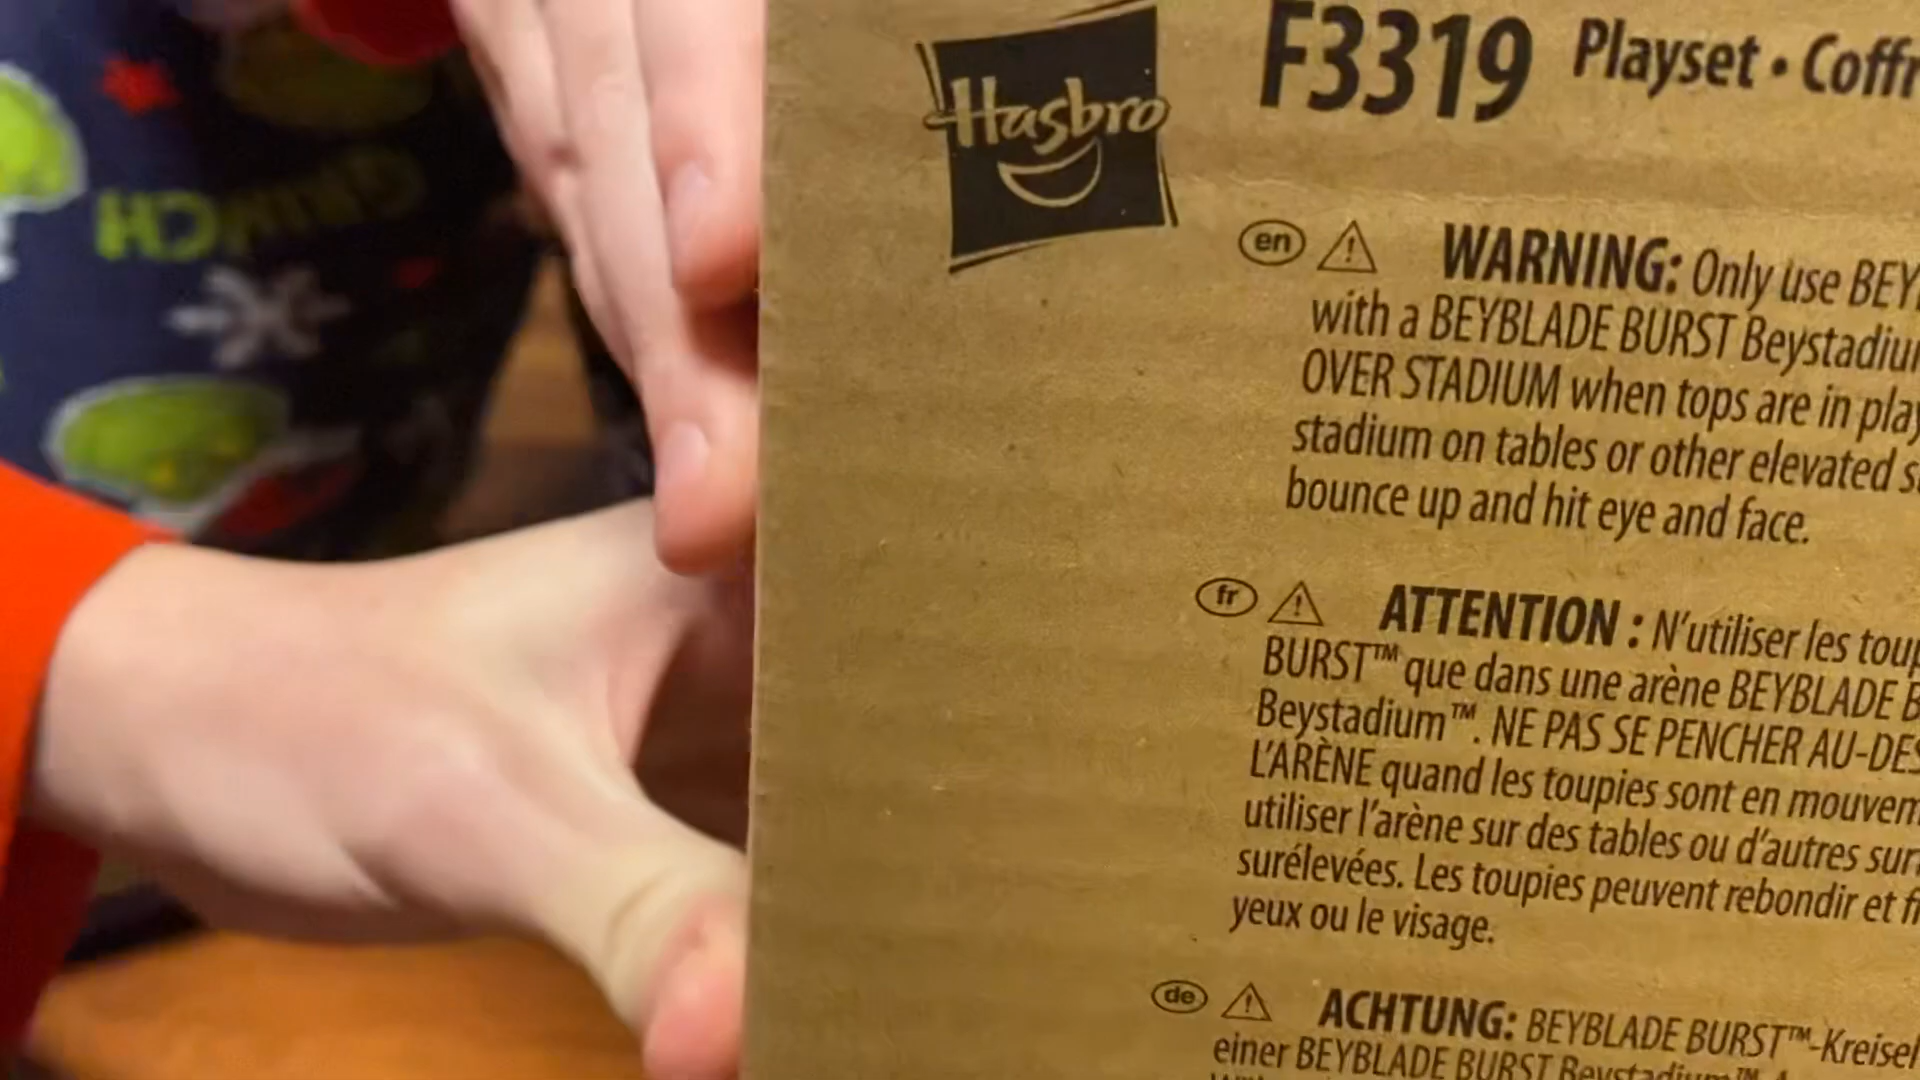 Hasbro
F3319 Playset • Coffr
en WARNING: Only use BEY
with a BEYBLADE BURST Beystadiu
OVER STADIUM when tops are in play
stadium on tables or other elevated s
bounce up and hit eye and face.
fr ATTENTION : N'utiliser les toup
BURST™ que dans une arène BEYBLADE B
Beystadium™. NE PAS SE PENCHER AU-DES
L'ARÈNE quand les toupies sont en mouvem
utiliser l'arène sur des tables ou d'autres sur
surélevées. Les toupies peuvent rebondir et
yeux ou le visage.
de ACHTUNG: BEYBLADE BURST™-Kreisel
einer BEYBLADE BURST Beystadium™